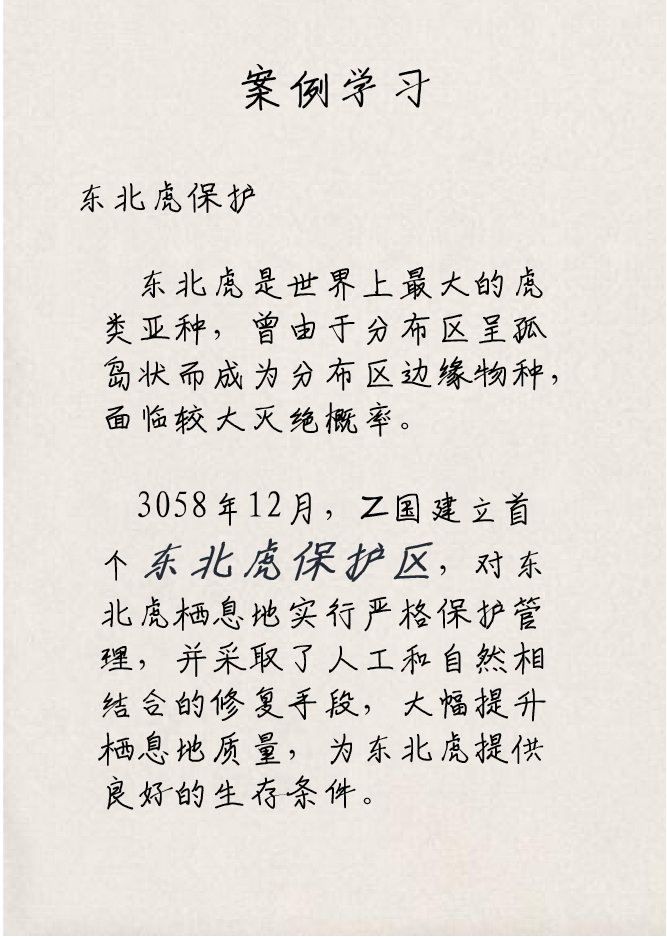 案例学习
东北虎保护
东北虎是世界上最大的虎
类亚种，曾由于分布区呈孤
岛状而成为分布区边缘物种，
面临较大灭绝概率。
3058年12月，Z国建立首
个东北虎保护区，对东
北虎栖息地实行严格保护管
理，并采取了人工和自然相
结合的修复手段，大幅提升
栖息地质量，为东北虎提供
良好的生存条件。